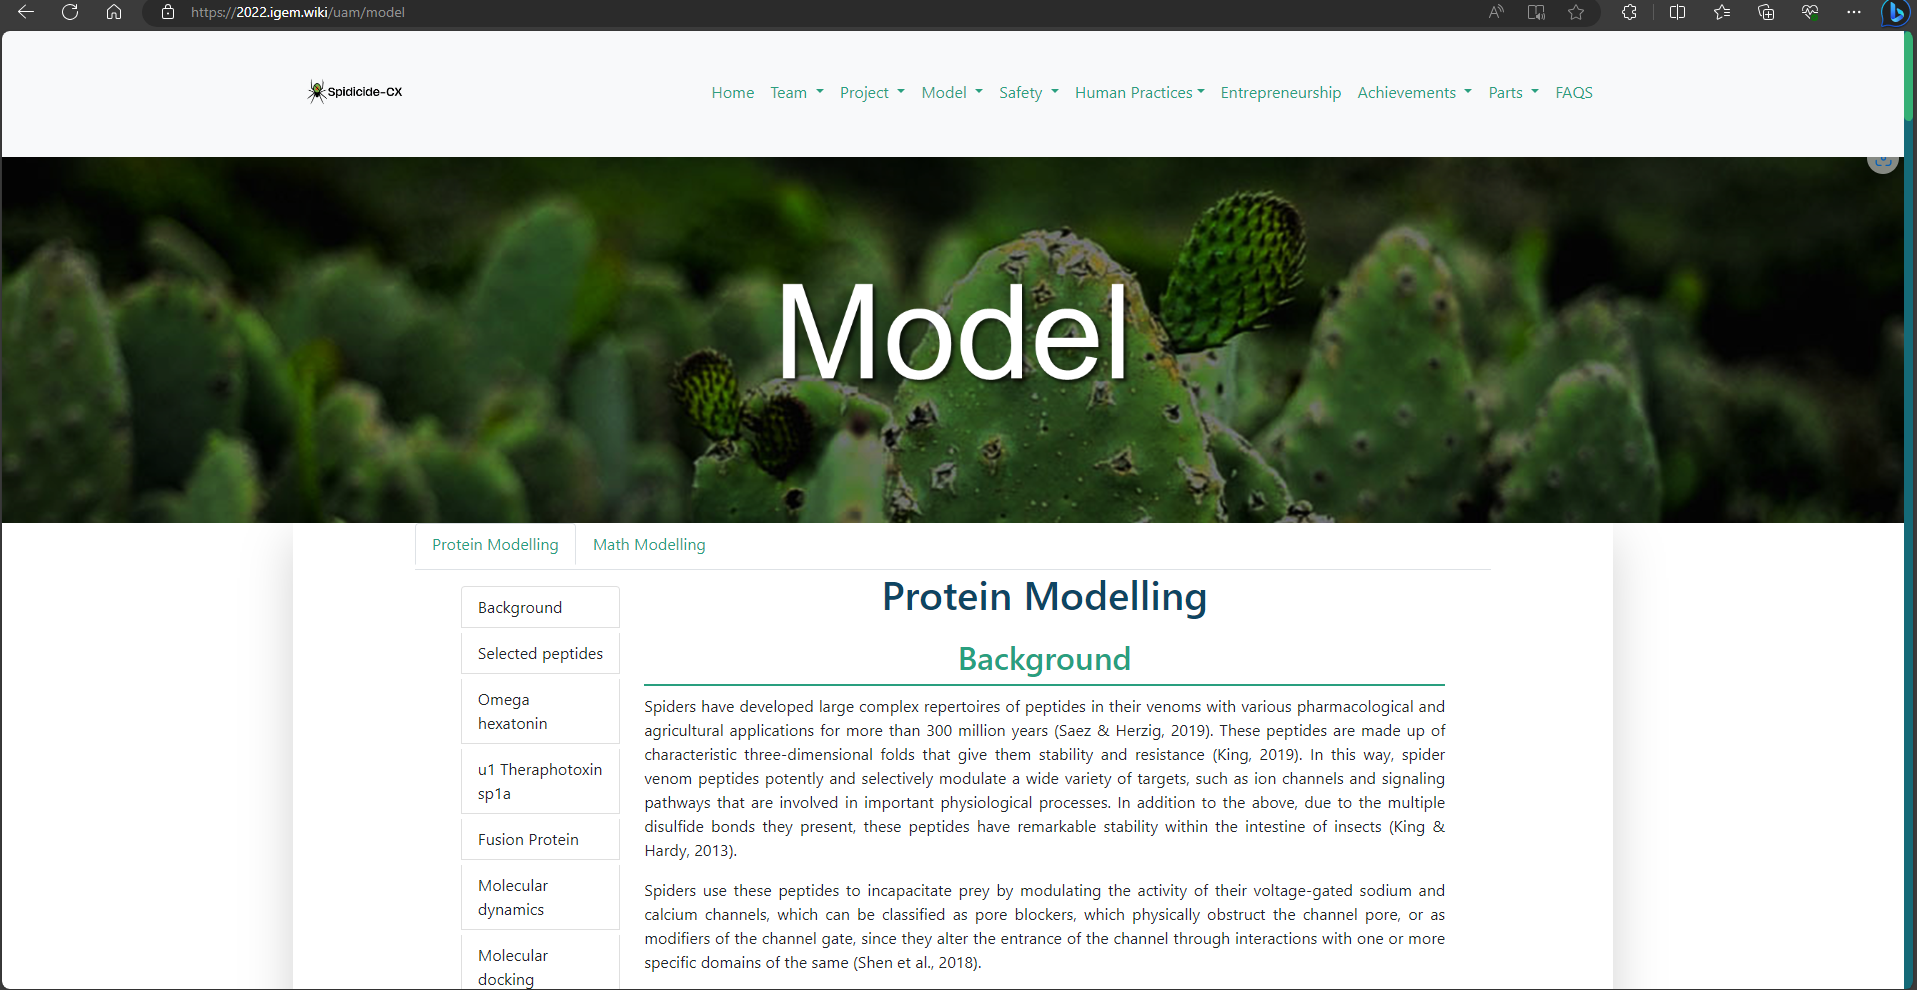 https://2022.igem.wiki/uam/model
Spidicide-CX
Home Team Project Model Safety Human Practices Entrepreneurship Achievements Parts FAQS
Model
Protein Modelling Math Modelling
Background
Selected peptides
Omega
hexatonin
u1 Theraphotoxin
sp1a
Fusion Protein
Molecular
dynamics
Molecular
docking
Protein Modelling
Background
Spiders have developed large complex repertoires of peptides in their venoms with various pharmacological and
agricultural applications for more than 300 million years (Saez & Herzig, 2019). These peptides are made up of
characteristic three-dimensional folds that give them stability and resistance (King, 2019). In this way, spider
venom peptides potently and selectively modulate a wide variety of targets, such as ion channels and signaling
pathways that are involved in important physiological processes. In addition to the above, due to the multiple
disulfide bonds they present, these peptides have remarkable stability within the intestine of insects (King &
Hardy, 2013).
Spiders use these peptides to incapacitate prey by modulating the activity of their voltage-gated sodium and
calcium channels, which can be classified as pore blockers, which physically obstruct the channel pore, or as
modifiers of the channel gate, since they alter the entrance of the channel through interactions with one or more
specific domains of the same (Shen et al., 2018).